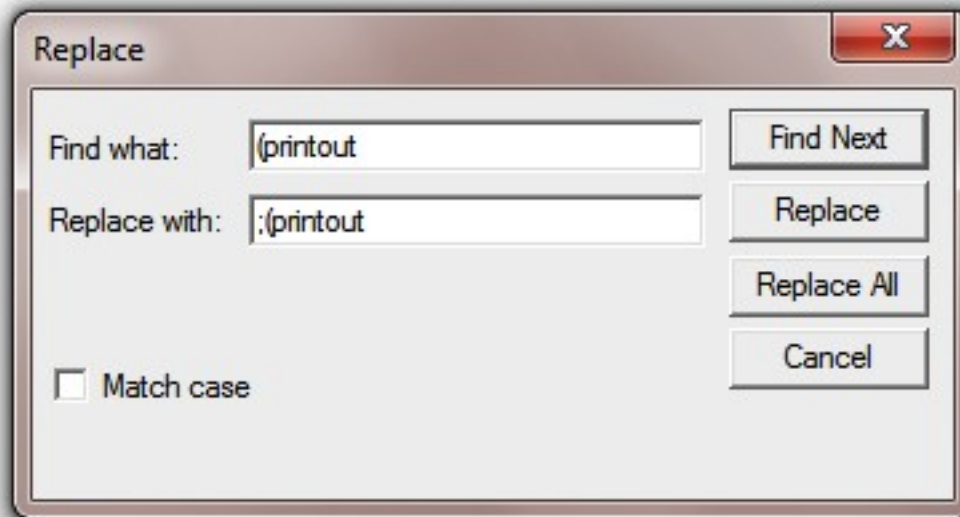 Replace
Find what: (printout Find Next
Replace with: ;(printout Replace
Replace All
Cancel
Match case